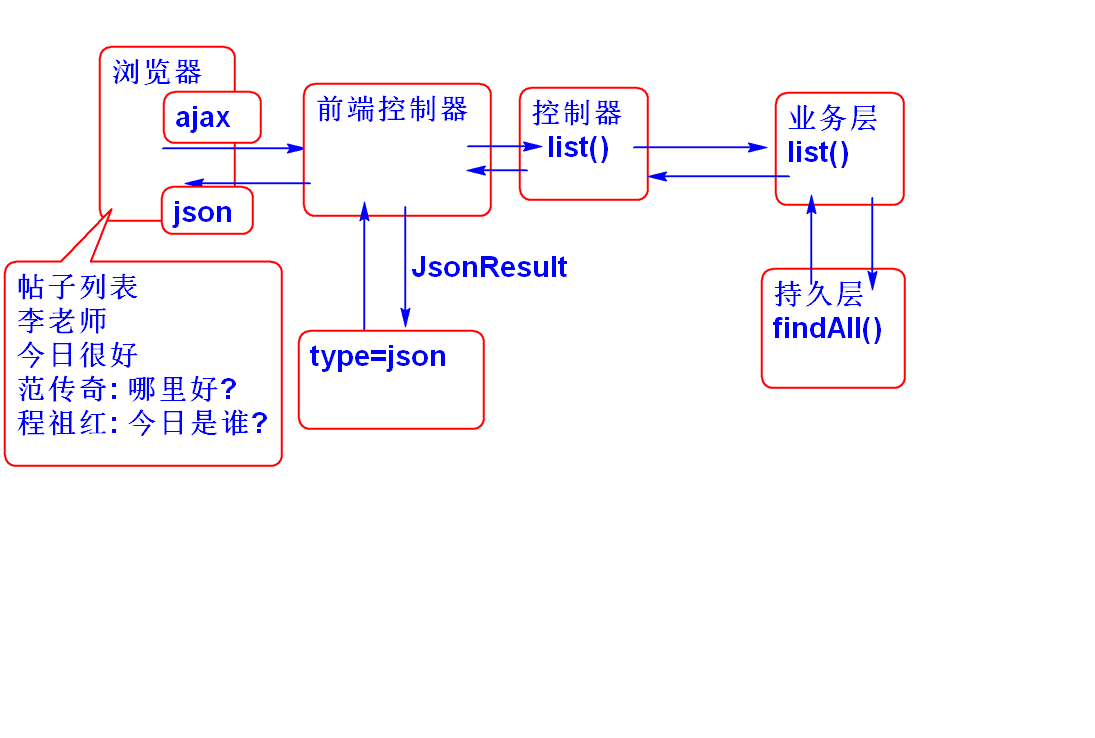 浏览器
ajax
json
前端控制器
控制器
list()
业务层
list()
持久层
findAll()
JsonResult
type=json
帖子列表
李老师
今日很好
范传奇: 哪里好?
程祖红: 今日是谁?